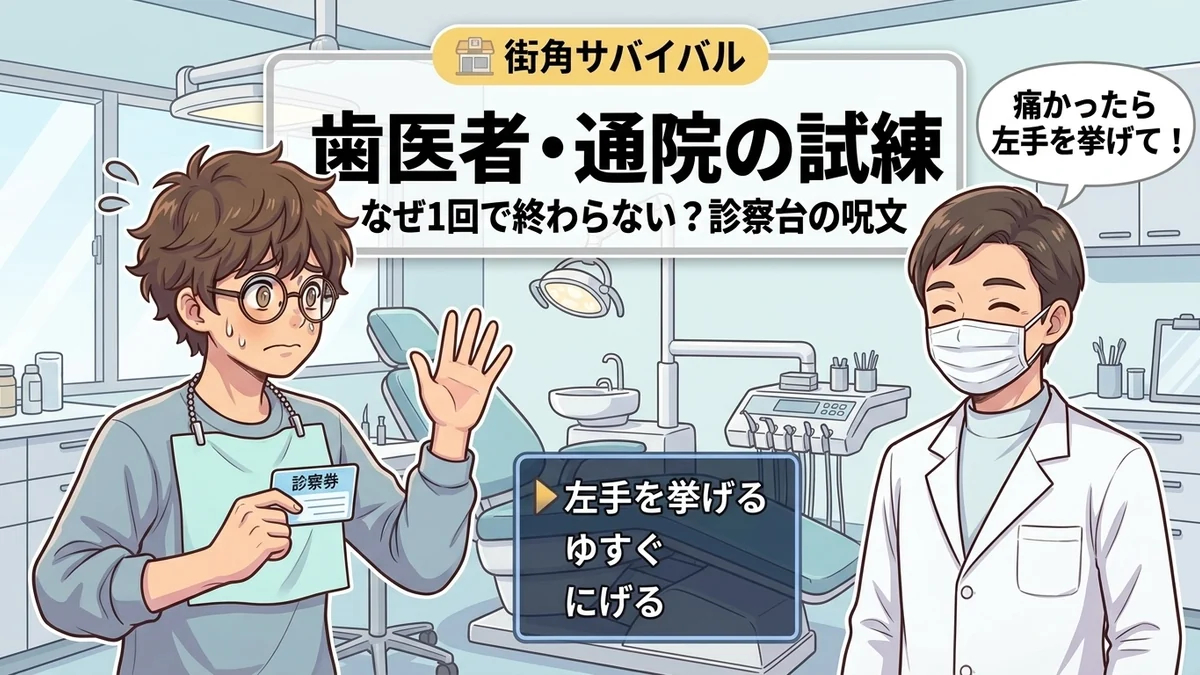 街角サバイバル
歯医者・通院の試練
なぜ1回で終わらない？診察台の呪文
痛かったら
左手を挙げて！
診察券
▶左手を挙げる
ゆすぐ
にげる